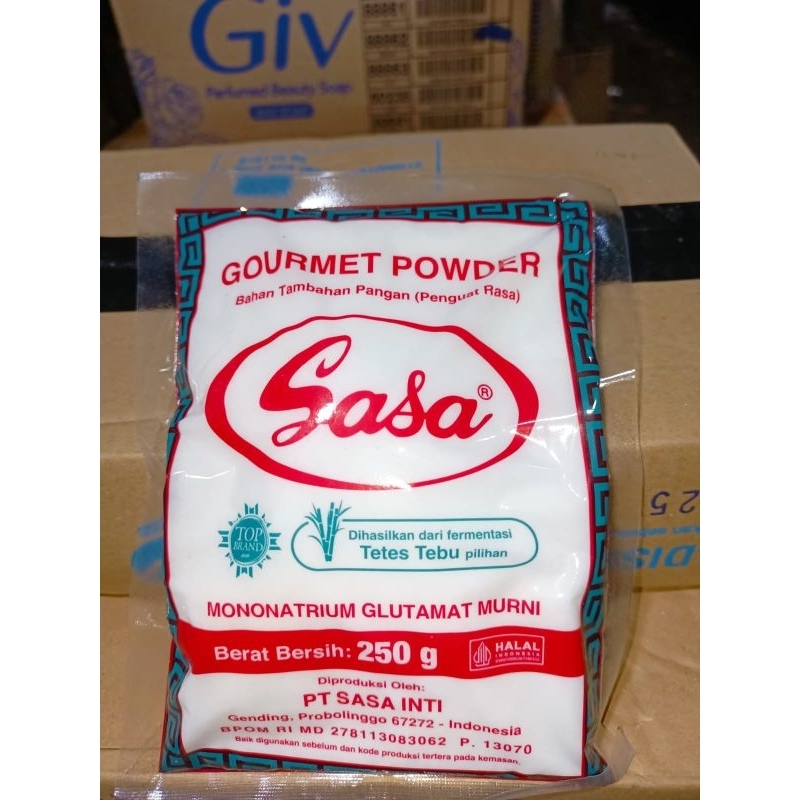 Giv
Perfumed Beauty Soap
GOURMET POWDER
Bahan Tambahan Pangan (Penguat Rasa)
Sasa®
TOP
BRAND
Dihasilkan dari fermentasi
Tetes Tebu pilihan
MONONATRIUM GLUTAMAT MURNI
Berat Bersih: 250 g
HALAL
INDONESIA
Diproduksi Oleh:
PT SASA INTI
Gending, Probolinggo 67272 - Indonesia
BPOM RI MD 278113083062 P. 13070
Baik digunakan sebelum dan kode produksi tertera pada kemasan.